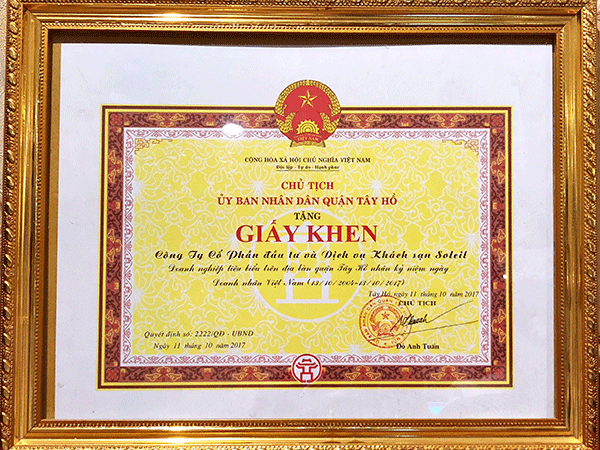 VIỆT NAM
CỘNG HÒA XÃ HỘI CHỦ NGHĨA VIỆT NAM
Độc lập - Tự do - Hạnh phúc
CHỦ TỊCH
ỦY BAN NHÂN DÂN QUẬN TÂY HỒ
TẶNG
GIẤY KHEN
Công Ty Cổ Phần đầu tư và Dịch vụ Khách sạn Soleil
Doanh nghiệp tiêu biểu trên địa bàn quận Tây Hồ nhân kỷ niệm ngày
Doanh nhân Việt Nam (13/10/2004-13/10/2017)
Tây Hồ, ngày 11 tháng 10 năm 2017
CHỦ TỊCH
Quyết định số: 2222/QĐ - UBND
Ngày 11 tháng 10 năm 2017
Đỗ Anh Tuấn